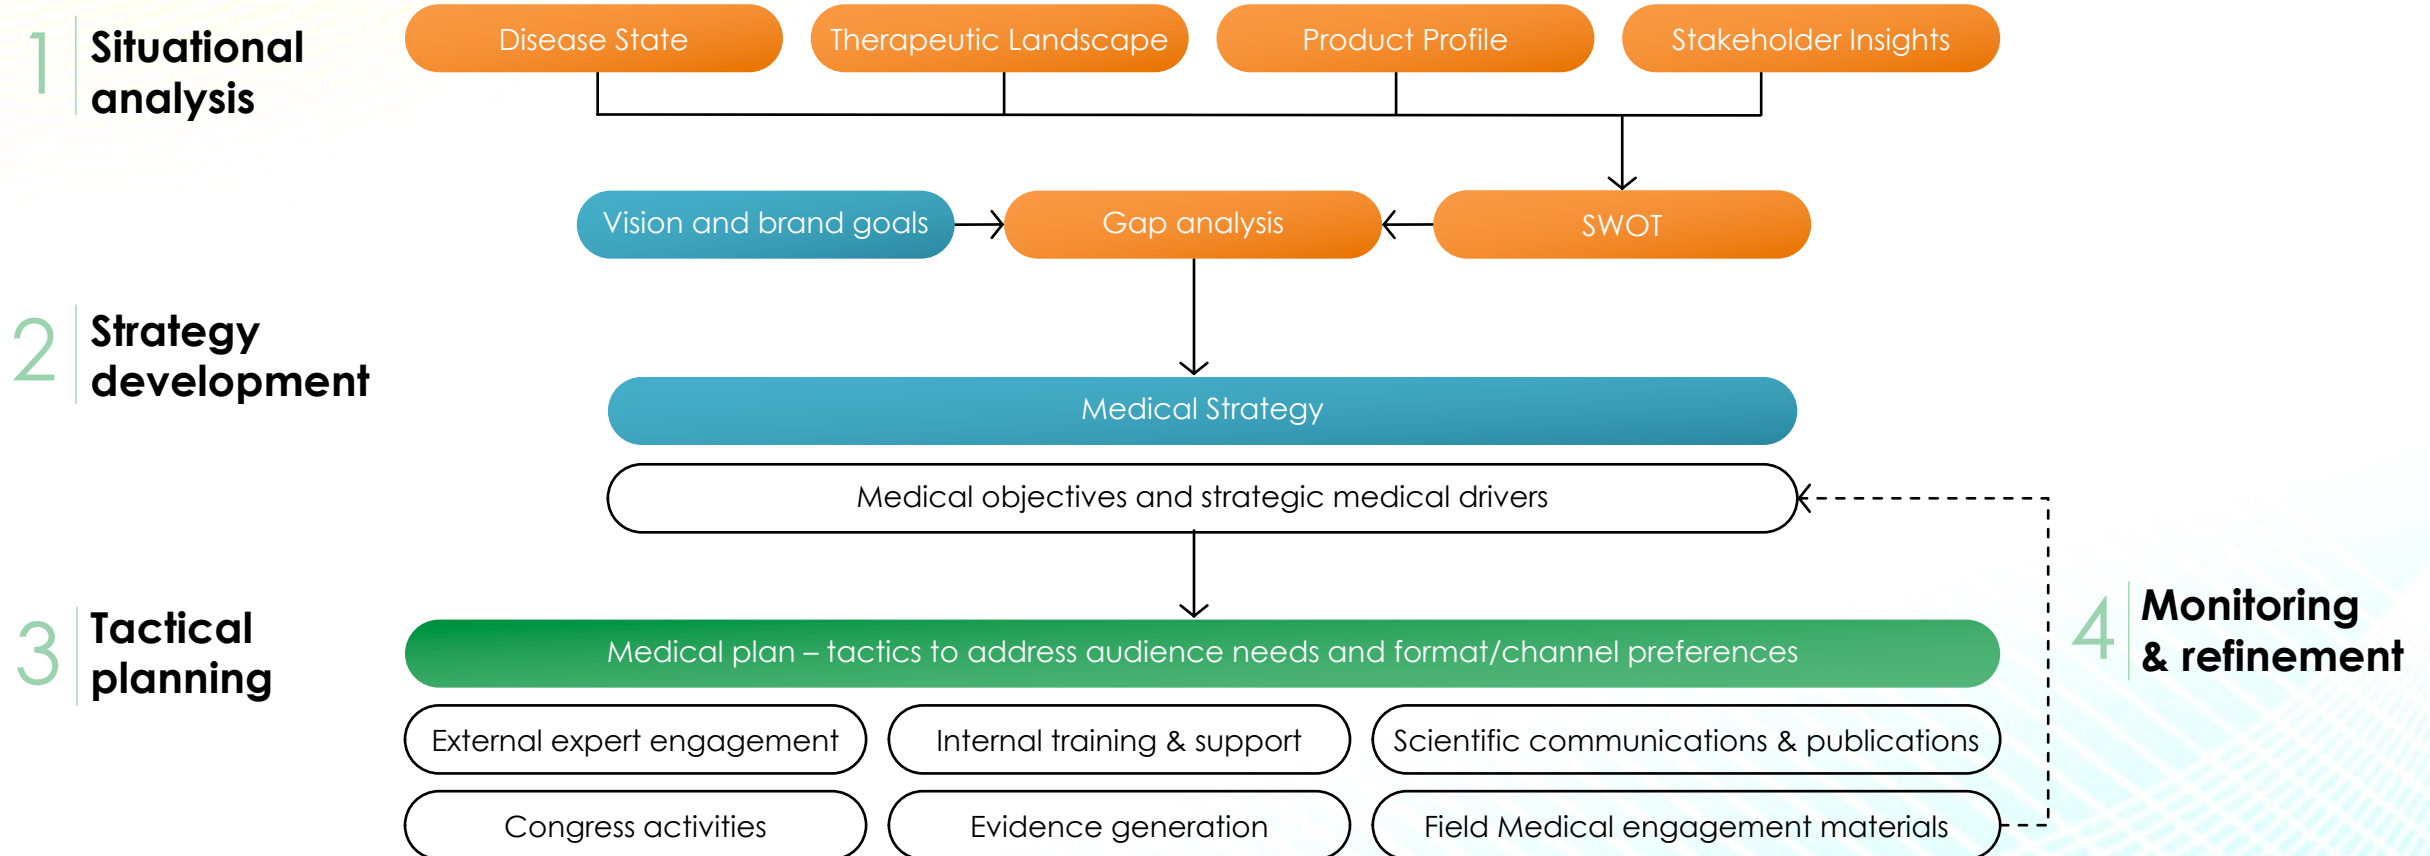 1 Situational
analysis
Disease State
Therapeutic Landscape
Product Profile
Stakeholder Insights
Vision and brand goals
Gap analysis
SWOT
2 Strategy
development
Medical Strategy
Medical objectives and strategic medical drivers
3 Tactical
planning
Medical plan – tactics to address audience needs and format/channel preferences
External expert engagement
Internal training & support
Scientific communications & publications
Congress activities
Evidence generation
Field Medical engagement materials
4 Monitoring
& refinement